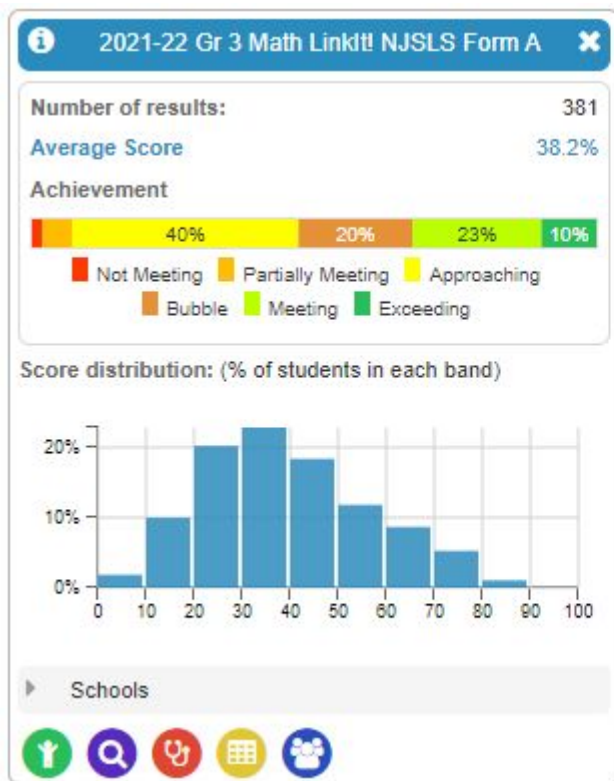 2021-22 Gr 3 Math LinkIt! NJSLS Form A
Number of results: 381
Average Score 38.2%
Achievement
40% 20% 23% 10%
Not Meeting Partially Meeting Approaching
Bubble Meeting Exceeding
Score distribution: (% of students in each band)
20%
10%
0%
0 10 20 30 40 50 60 70 80 90 100
Schools